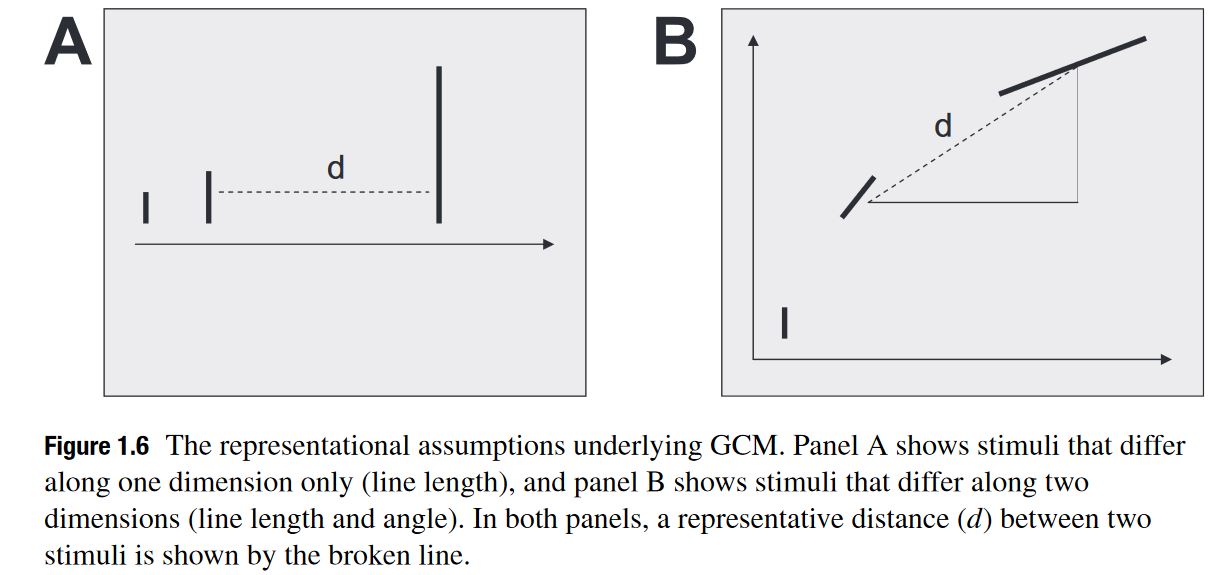 A
d
B
d
Figure 1.6 The representational assumptions underlying GCM. Panel A shows stimuli that differ
along one dimension only (line length), and panel B shows stimuli that differ along two
dimensions (line length and angle). In both panels, a representative distance (d) between two
stimuli is shown by the broken line.